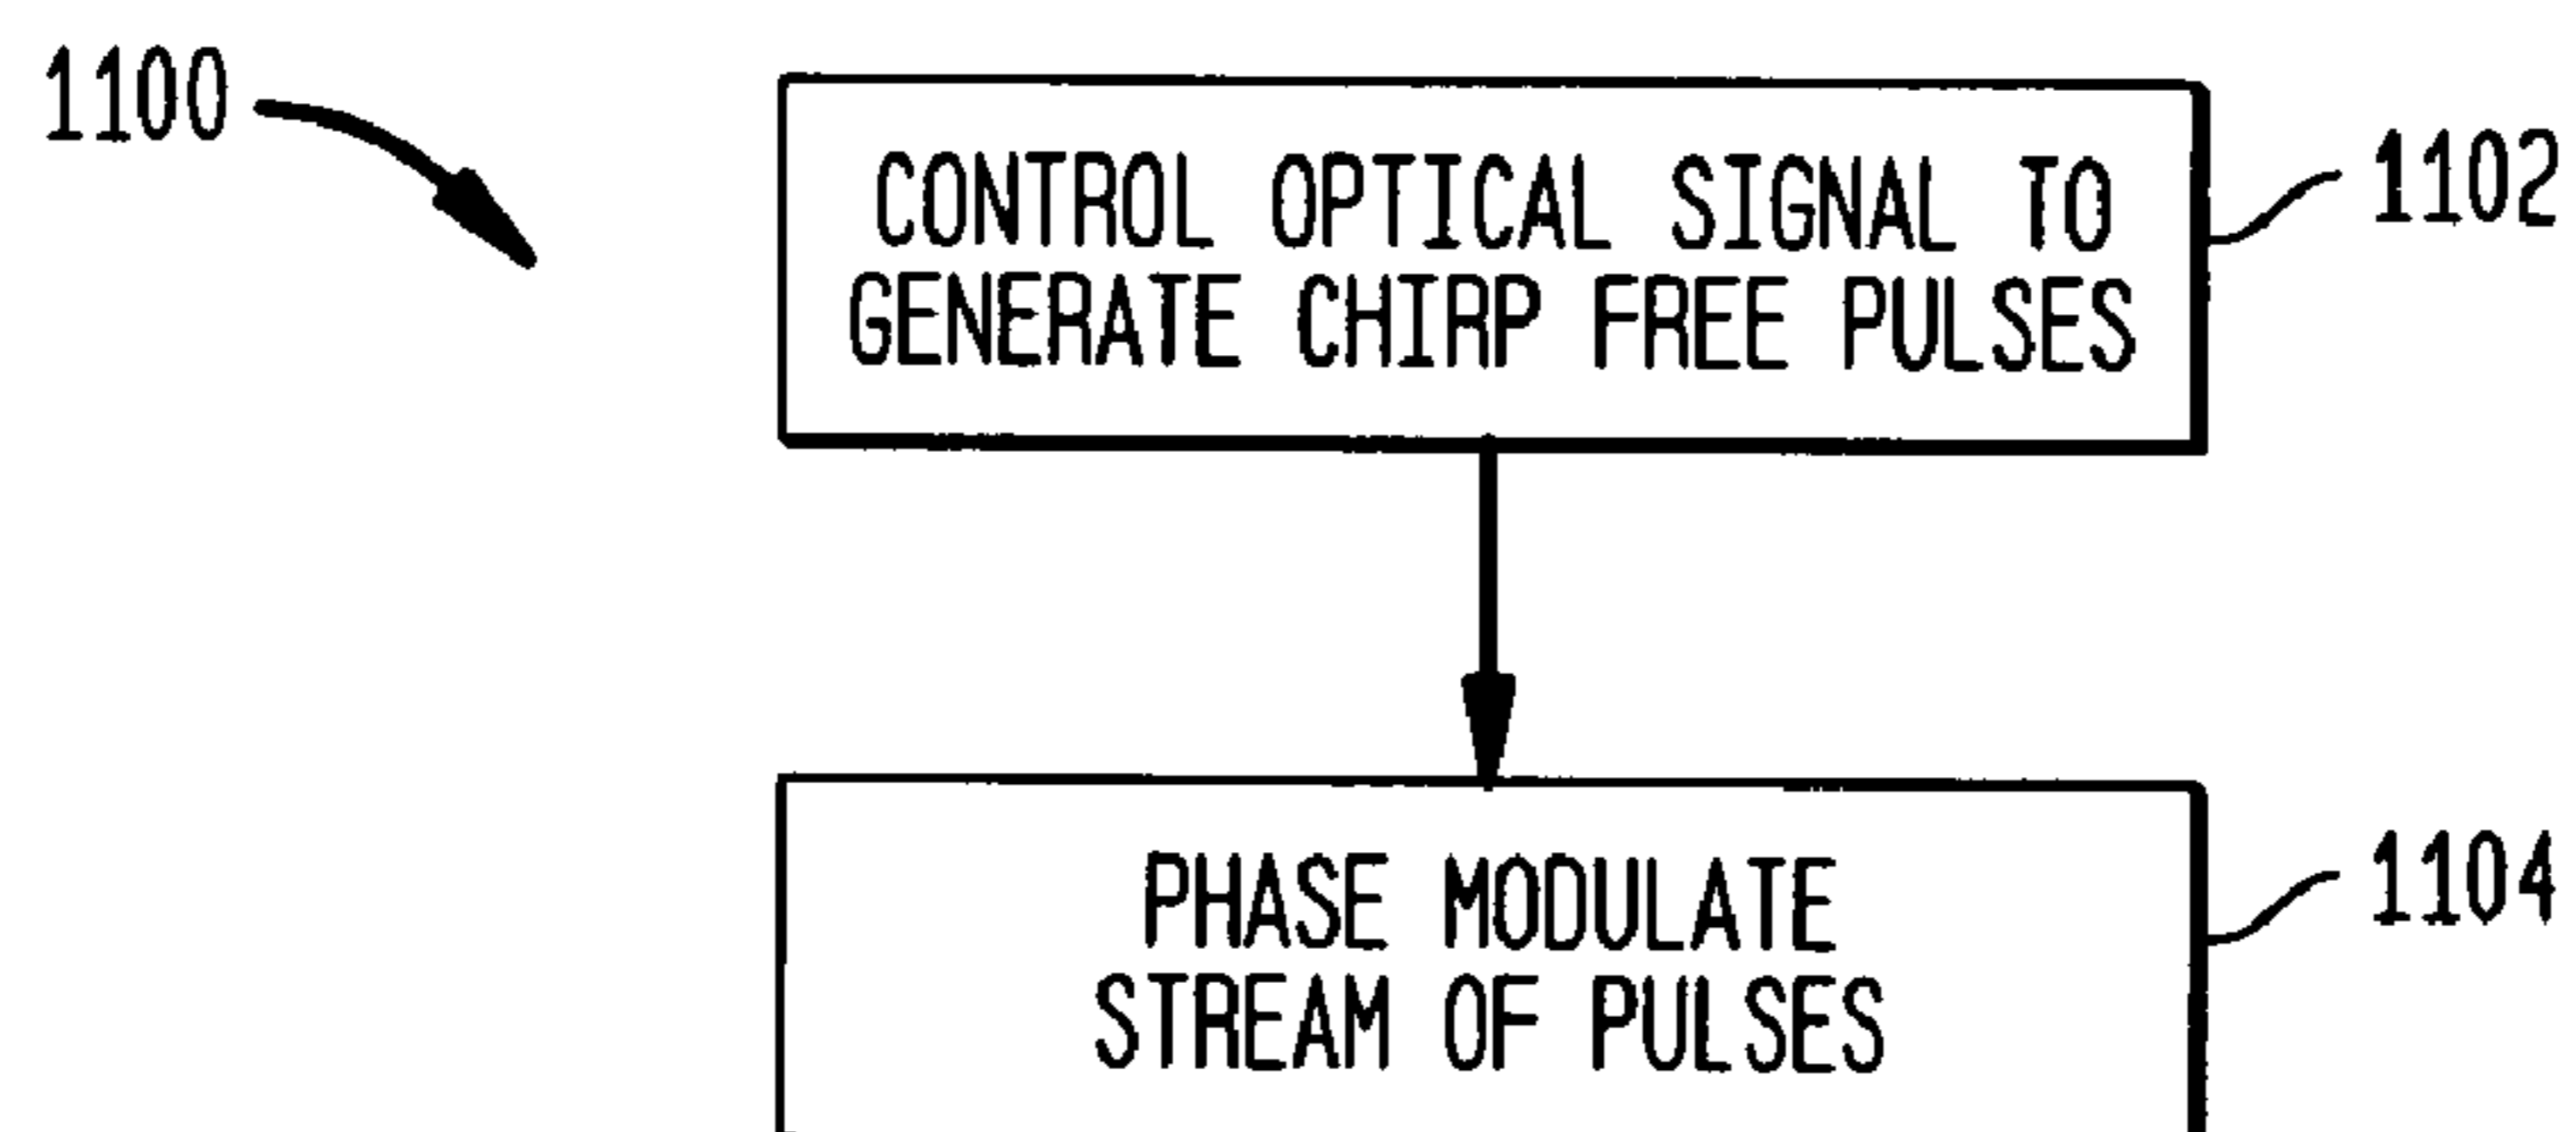 1100
CONTROL OPTICAL SIGNAL TO
GENERATE CHIRP FREE PULSES
1102
PHASE MODULATE
STREAM OF PULSES
1104